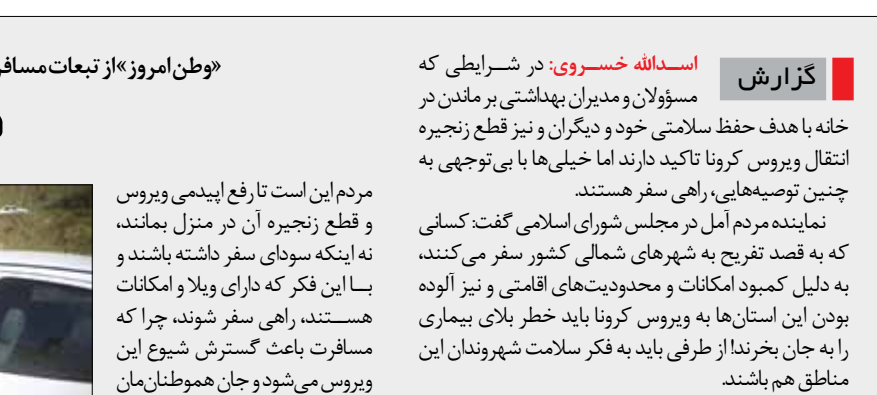 «وطن‌امروز» از تبعات
گزارش
اسدالله خسروی: در شرایطی که
مسؤولان و مدیران بهداشتی بر ماندن در
خانه با هدف حفظ سلامتی خود و دیگران و نیز قطع زنجیره
انتقال ویروس کرونا تاکید دارند اما خیلی‌ها با بی‌توجهی به
چنین توصیه‌هایی، راهی سفر هستند.
نماینده مردم آمل در مجلس شورای اسلامی گفت: کسانی
که به قصد تفریح به شهرهای شمالی کشور سفر می‌کنند،
به دلیل کمبود امکانات و محدودیت‌های اقامتی و نیز آلوده
بودن این استان‌ها به ویروس کرونا باید خطر بلای بیماری
را به جان بخرند! از طرفی باید به فکر سلامت شهروندان این
مناطق هم باشند.
مردم این است تا رفع اپیدمی ویروس
و قطع زنجیره آن در منزل بمانند،
نه اینکه سودای سفر داشته باشند و
با این فکر که دارای ویلا و امکانات
هستند، راهی سفر شوند، چرا که
مسافرت باعث گسترش شیوع این
ویروس می‌شود و جان هموطنان‌مان